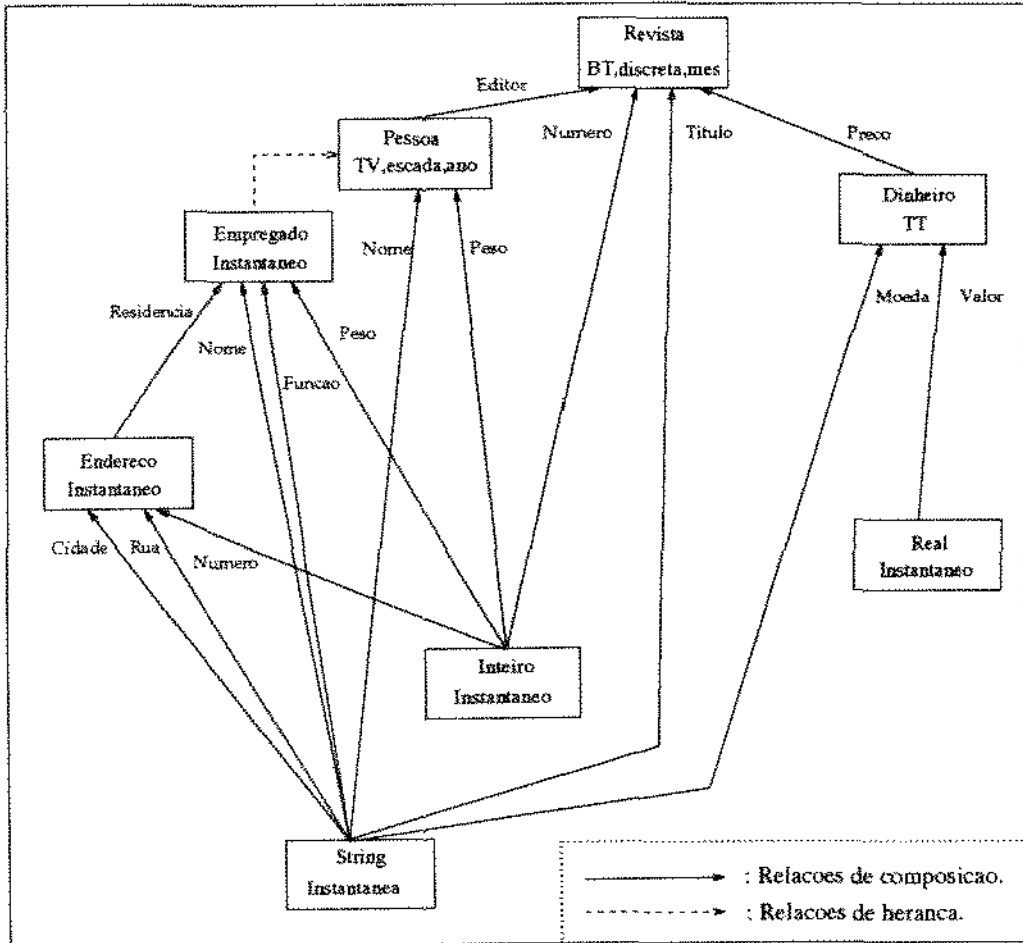 Revista
BT,discreta,mes
Editor
Numero
Titulo
Preco
Pessoa
TV,escada,ano
Dinheiro
TT
Empregado
Instantaneo
Nome
Peso
Moeda
Valor
Residencia
Nome
Peso
Funcao
Endereco
Instantaneo
Cidade
Rua
Numero
Real
Instantaneo
Inteiro
Instantaneo
String
Instantanea
: Relacoes de composicao.
: Relacoes de heranca.